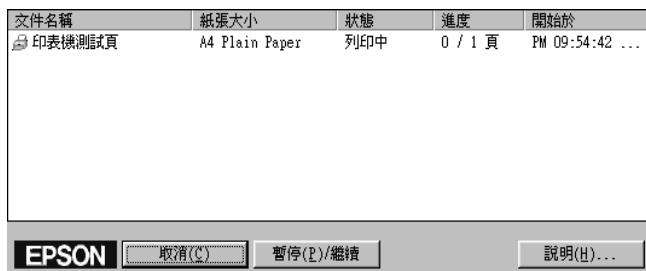 文件名稱 紙張大小 狀態 進度 開始於
印表機測試頁 A4 Plain Paper 列印中 0 / 1 頁 PM 09:54:42 ...
EPSON 取消(C) 暫停(P)/繼續 說明(H)...